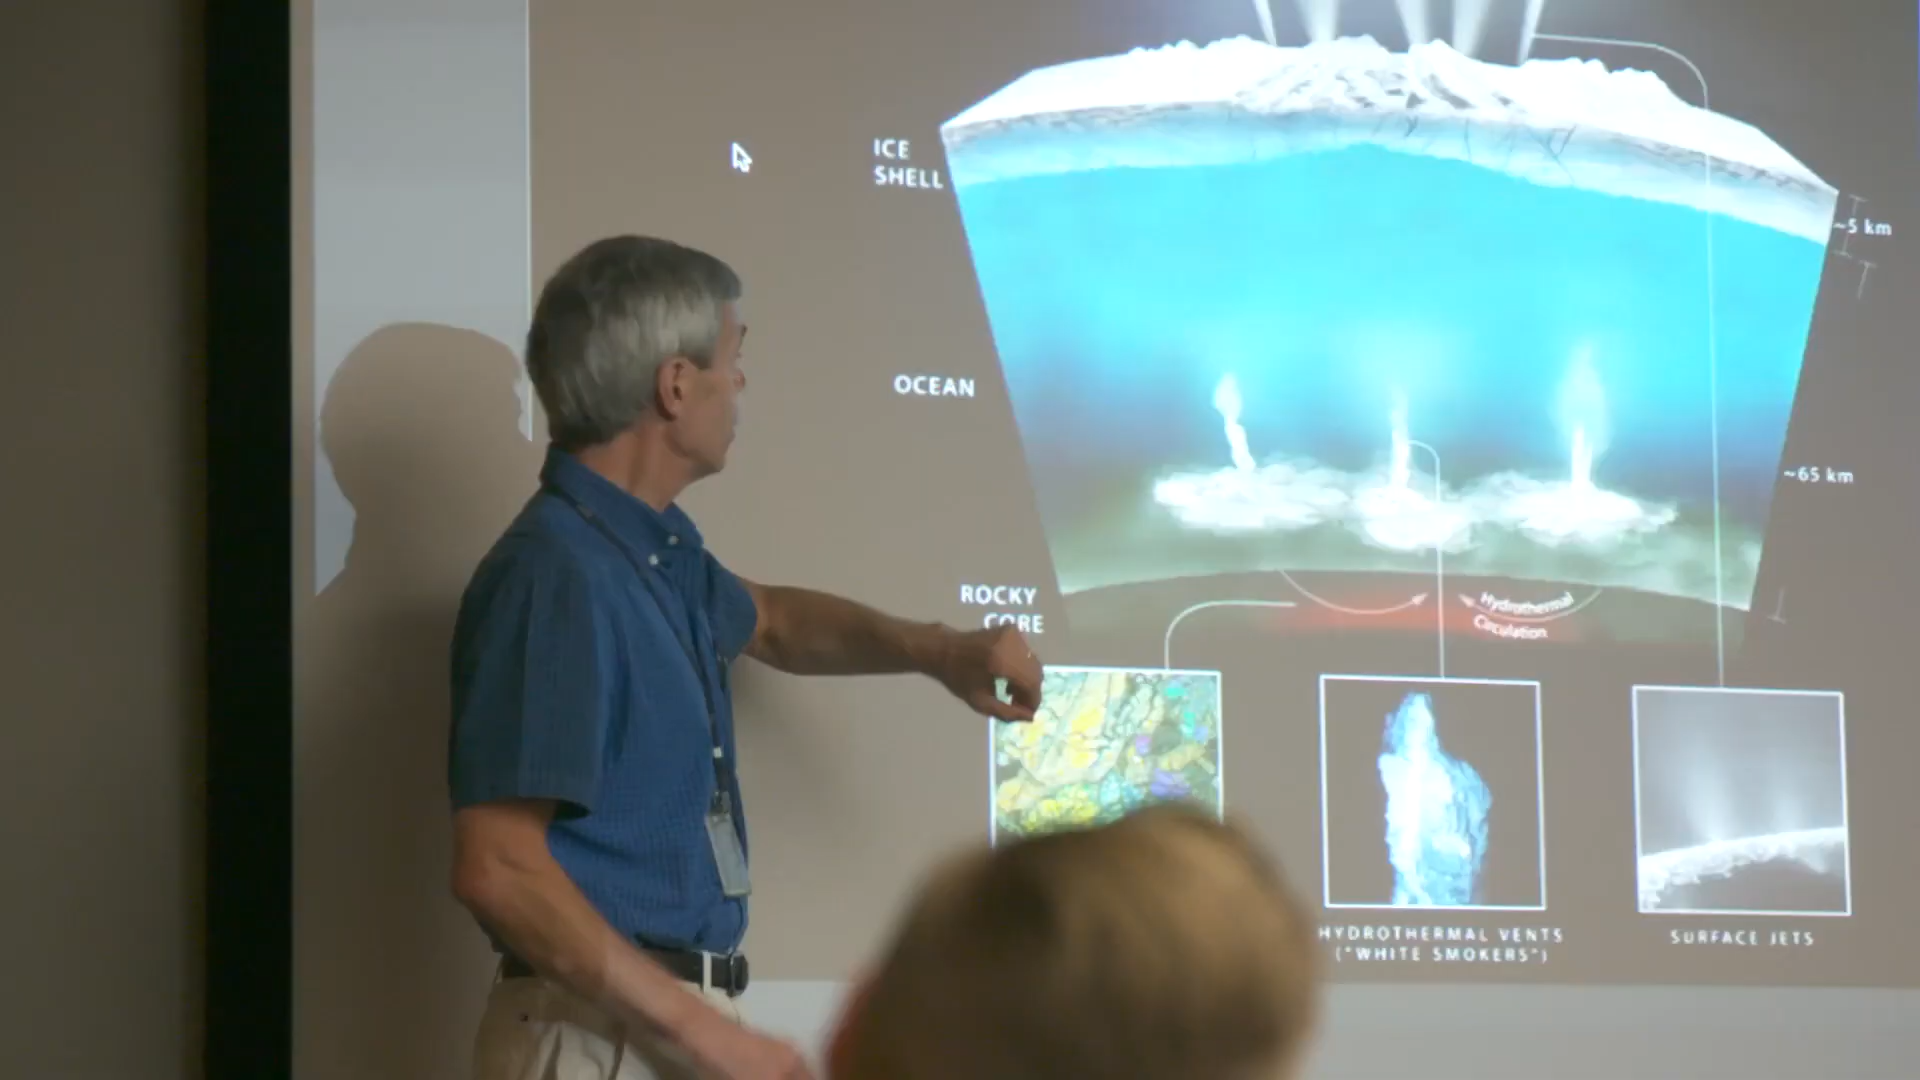 ICE
SHELL
~5 km
OCEAN
~65 km
ROCKY
CORE
Hydrothermal
Circulation
HYDROTHERMAL VENTS
("WHITE SMOKERS")
SURFACE JETS